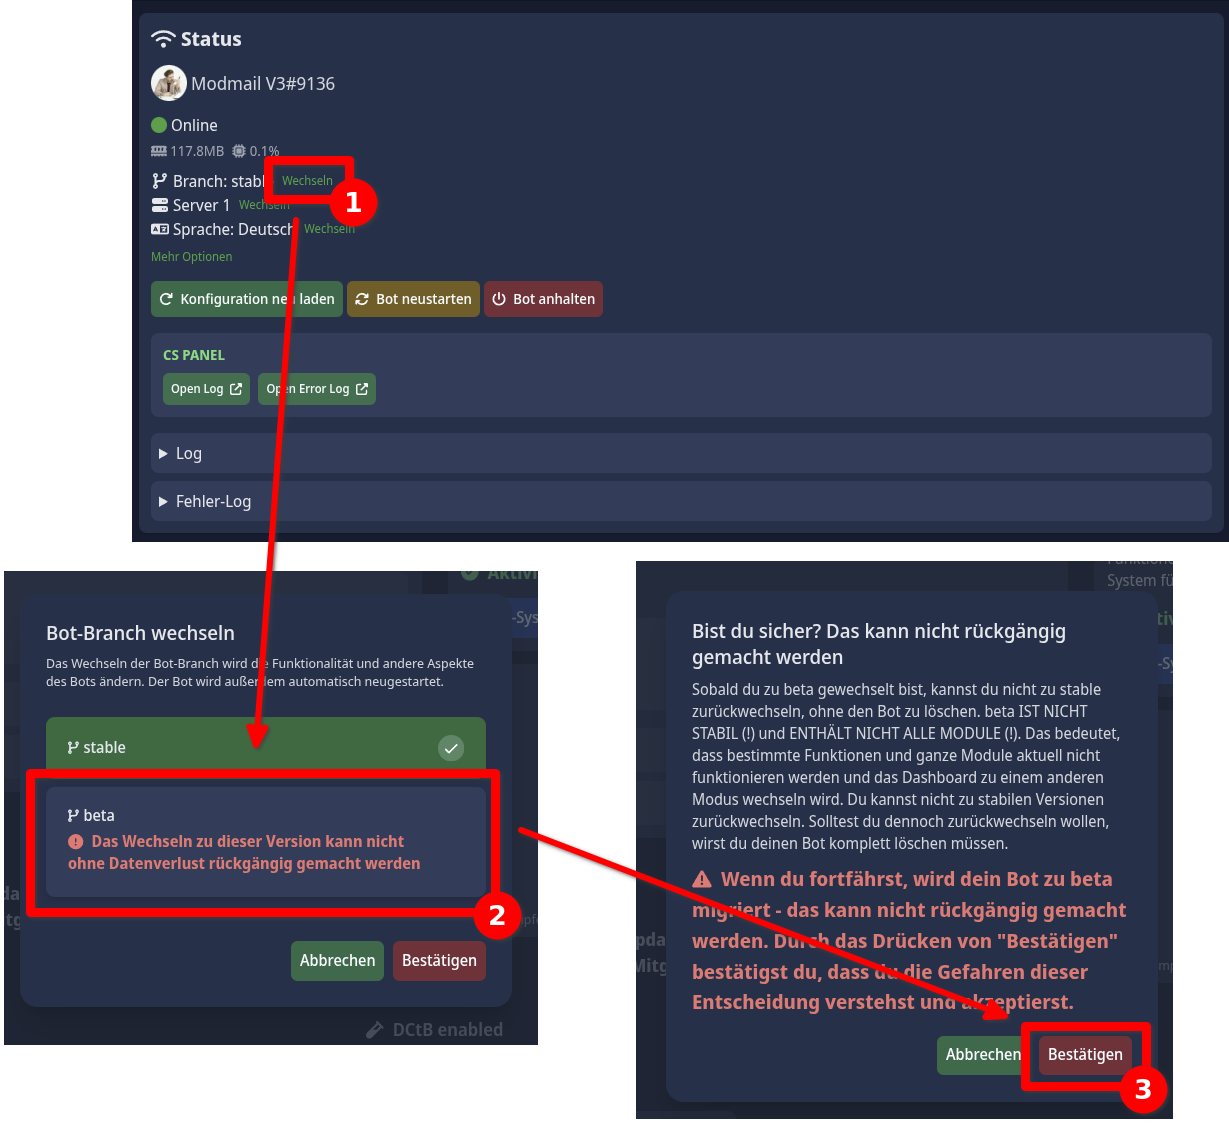 Status
Modmail V3#9136
Online
117.8MB 0.1%
Branch: stabl Wechseln
1
Server 1 Wechseln
Sprache: Deutsch Wechseln
Mehr Optionen
Konfiguration neu laden Bot neustarten Bot anhalten
CS PANEL
Open Log Open Error Log
Log
Fehler-Log
Aktivi
-Sys
Bot-Branch wechseln
Das Wechseln der Bot-Branch wird die Funktionalität und andere Aspekte
des Bots ändern. Der Bot wird außerdem automatisch neugestartet.
stable
beta
Das Wechseln zu dieser Version kann nicht
ohne Datenverlust rückgängig gemacht werden
2
Abbrechen Bestätigen
DCtB enabled
System fü
Bist du sicher? Das kann nicht rückgängig
gemacht werden
Sobald du zu beta gewechselt bist, kannst du nicht zu stable
zurückwechseln, ohne den Bot zu löschen. beta IST NICHT
STABIL (!) und ENTHÄLT NICHT ALLE MODULE (!). Das bedeutet,
dass bestimmte Funktionen und ganze Module aktuell nicht
funktionieren werden und das Dashboard zu einem anderen
Modus wechseln wird. Du kannst nicht zu stabilen Versionen
zurückwechseln. Solltest du dennoch zurückwechseln wollen,
wirst du deinen Bot komplett löschen müssen.
Wenn du fortfährst, wird dein Bot zu beta
migriert - das kann nicht rückgängig gemacht
werden. Durch das Drücken von "Bestätigen"
bestätigst du, dass du die Gefahren dieser
Entscheidung verstehst und akzeptierst.
Abbrechen Bestätigen
3